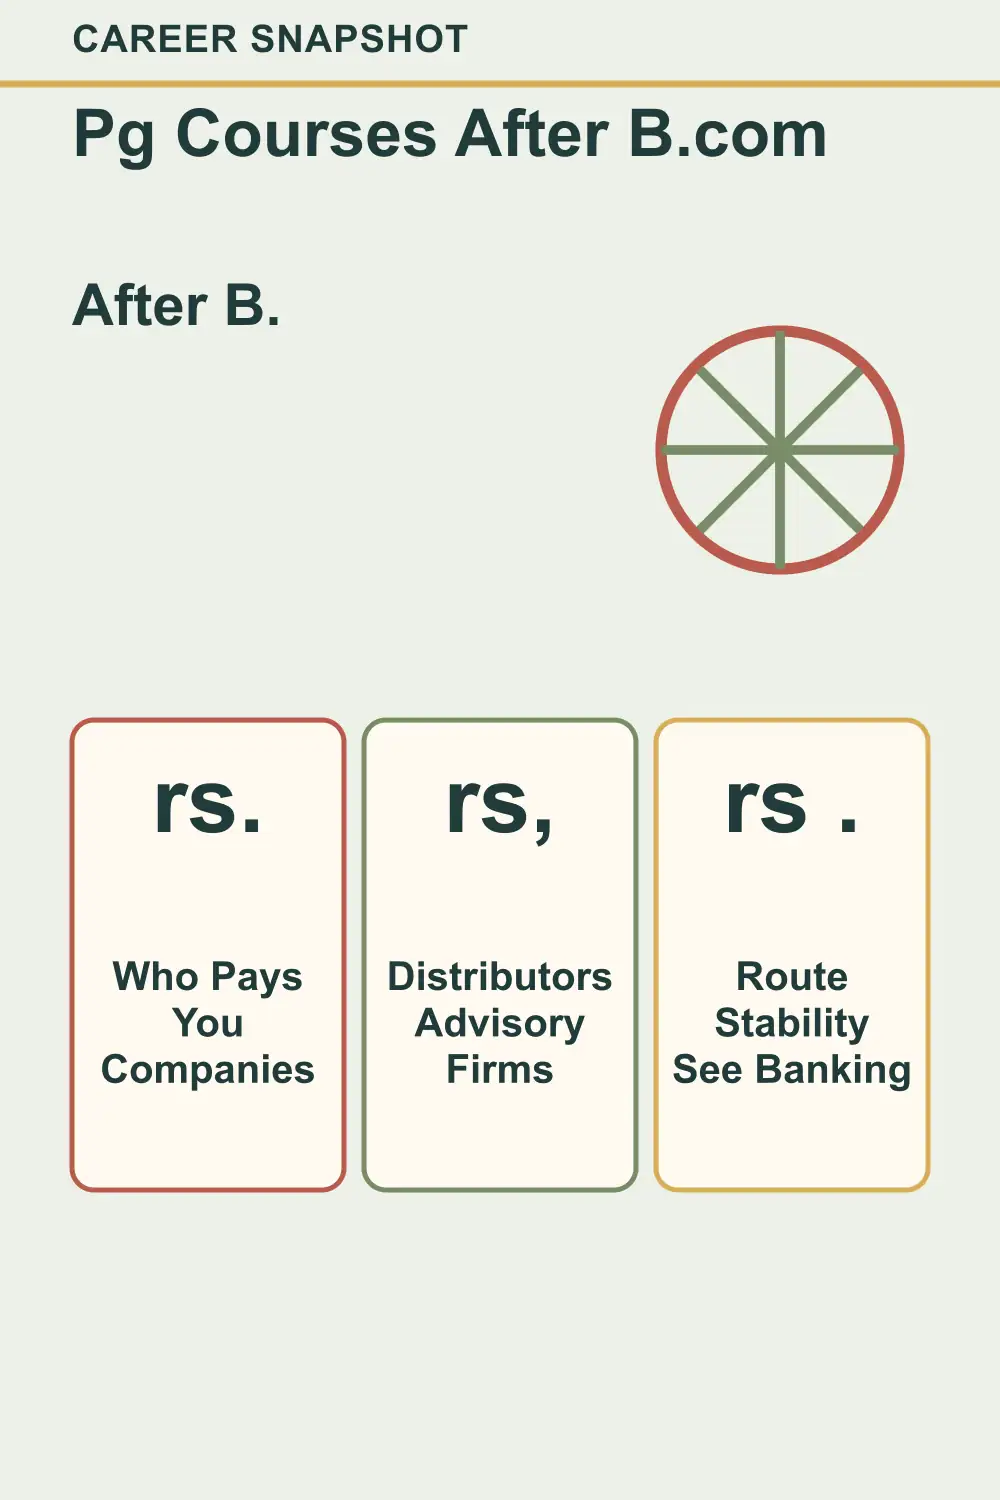 CAREER SNAPSHOT
Pg Courses After B.com
After B.
rs.
Who Pays
You
Companies
rs,
Distributors
Advisory
Firms
rs .
Route
Stability
See Banking